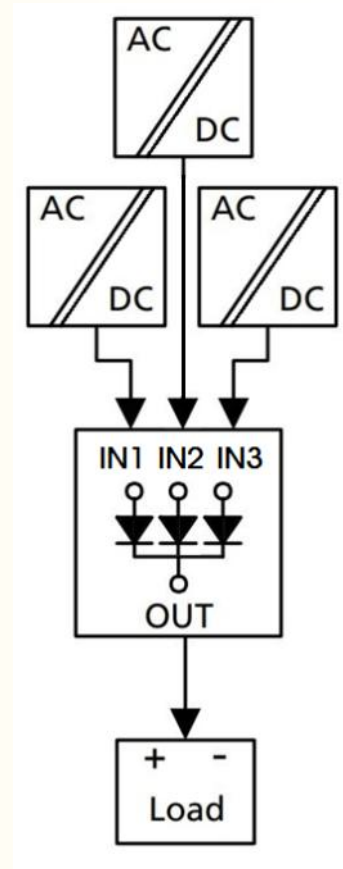 AC
DC
AC
DC
AC
DC
IN1 IN2 IN3
OUT
+ -
Load